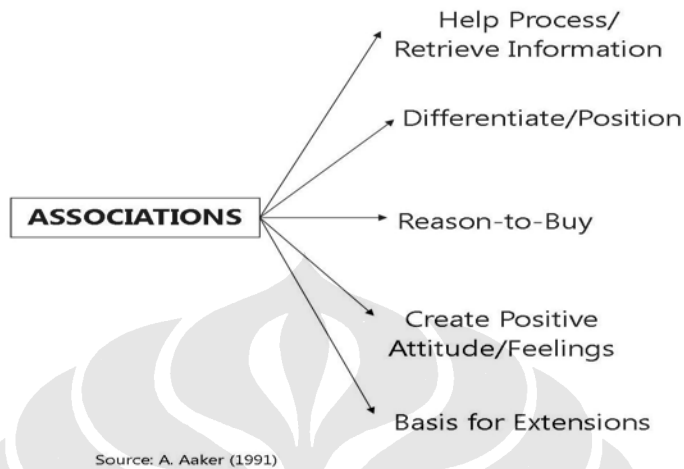 Help Process/
Retrieve Information
Differentiate/Position
ASSOCIATIONS
Reason-to-Buy
Create Positive
Attitude/Feelings
Basis for Extensions
Source: A. Aaker (1991)